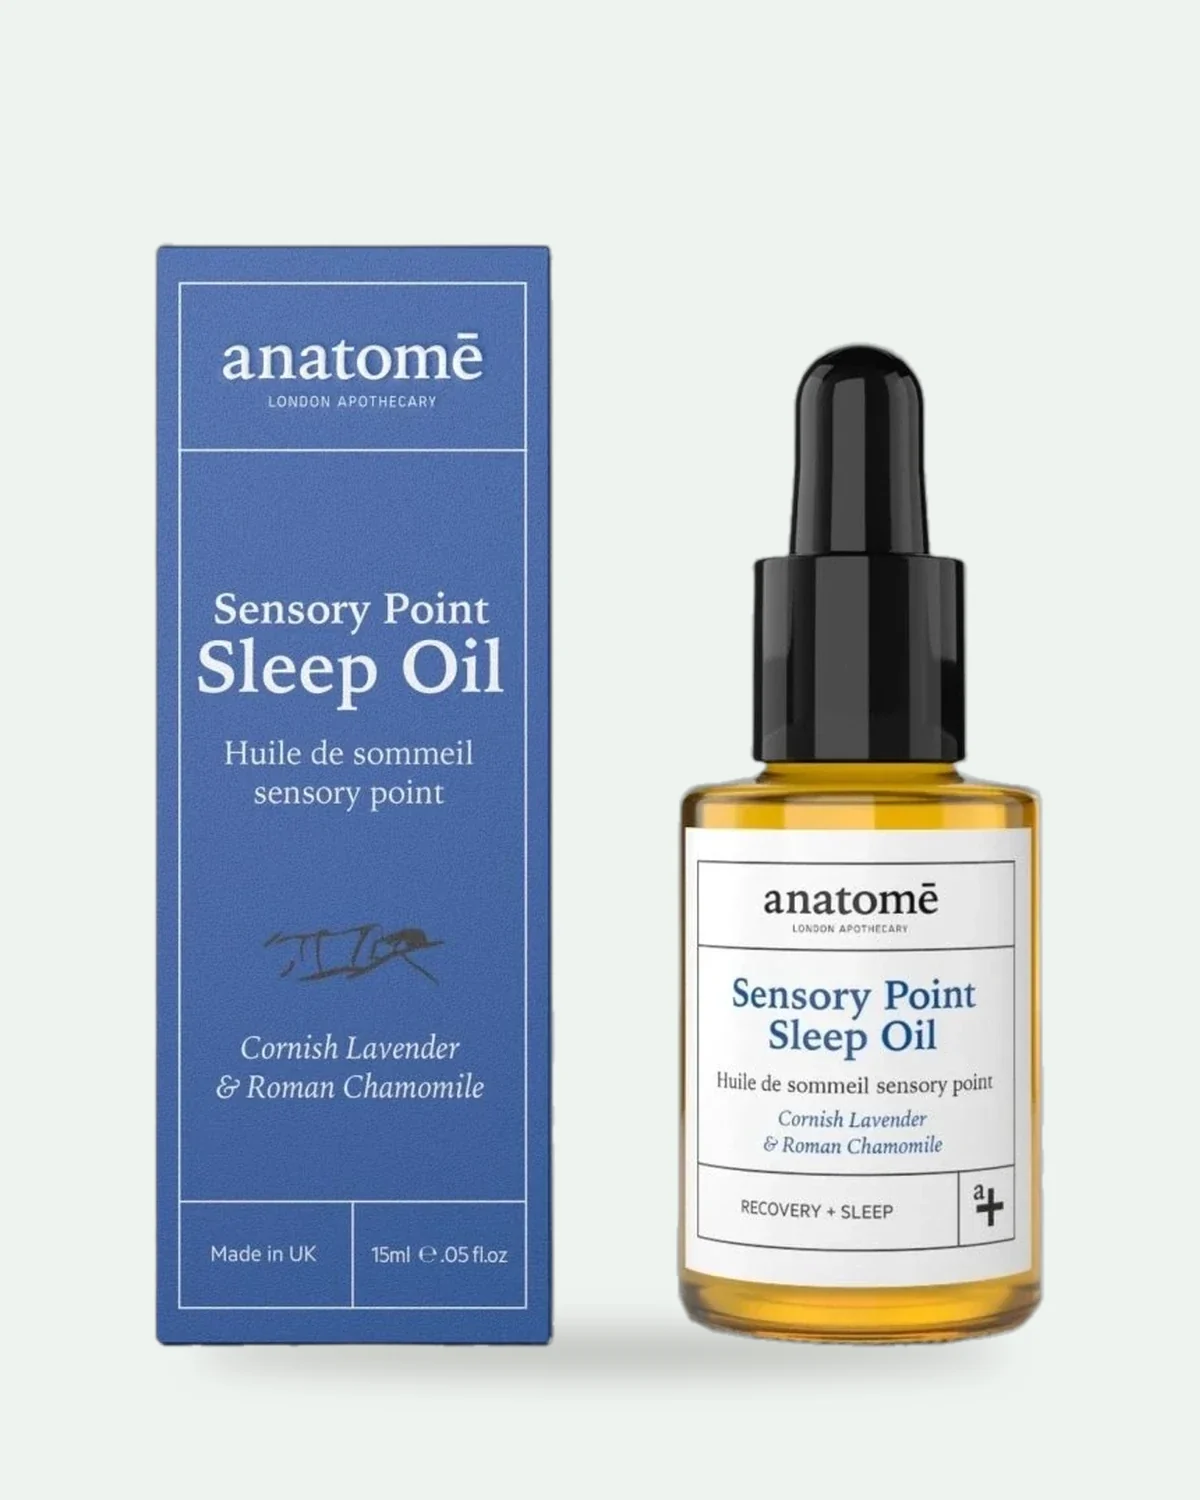 anatomē
LONDON APOTHECARY
Sensory Point
Sleep Oil
Huile de sommeil
sensory point
Cornish Lavender
& Roman Chamomile
Made in UK
15ml ℮ .05 fl.oz
anatomē
LONDON APOTHECARY
Sensory Point
Sleep Oil
Huile de sommeil sensory point
Cornish Lavender
& Roman Chamomile
RECOVERY + SLEEP
a+